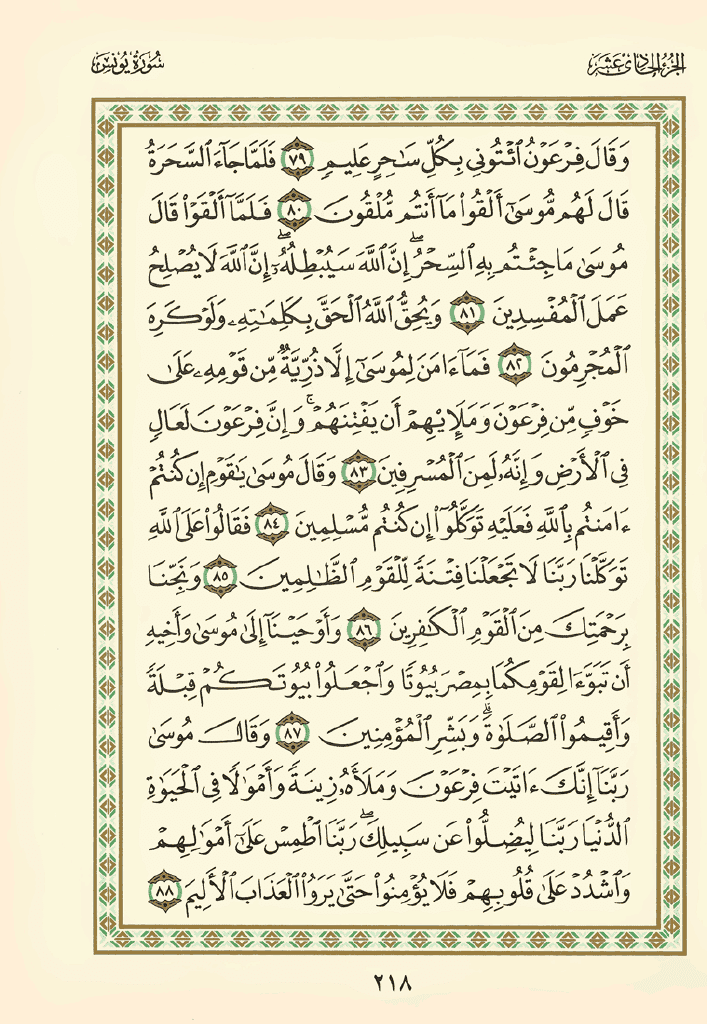 الجزء الحادي عشر
سورة يونس
وَقَالَ فِرْعَوْنُ ٱئْتُونِى بِكُلِّ سَٰحِرٍ عَلِيمٍ ٧٩ فَلَمَّا جَآءَ ٱلسَّحَرَةُ
قَالَ لَهُم مُّوسَىٰٓ أَلْقُوا۟ مَآ أَنتُم مُّلْقُونَ ٨٠ فَلَمَّآ أَلْقَوْا۟ قَالَ
مُوسَىٰ مَا جِئْتُم بِهِ ٱلسِّحْرُ ۖ إِنَّ ٱللَّهَ سَيُبْطِلُهُۥٓ ۖ إِنَّ ٱللَّهَ لَا يُصْلِحُ
عَمَلَ ٱلْمُفْسِدِينَ ٨١ وَيُحِقُّ ٱللَّهُ ٱلْحَقَّ بِكَلِمَٰتِهِۦ وَلَوْ كَرِهَ
ٱلْمُجْرِمُونَ ٨٢ فَمَآ ءَامَنَ لِمُوسَىٰٓ إِلَّا ذُرِّيَّةٌ مِّن قَوْمِهِۦ عَلَىٰ
خَوْفٍ مِّن فِرْعَوْنَ وَمَلَإِي۟هِمْ أَن يَفْتِنَهُمْ ۚ وَإِنَّ فِرْعَوْنَ لَعَالٍ
فِى ٱلْأَرْضِ وَإِنَّهُۥ لَمِنَ ٱلْمُسْرِفِينَ ٨٣ وَقَالَ مُوسَىٰ يَٰقَوْمِ إِن كُنتُمْ
ءَامَنتُم بِٱللَّهِ فَعَلَيْهِ تَوَكَّلُوٓا۟ إِن كُنتُم مُّسْلِمِينَ ٨٤ فَقَالُوا۟ عَلَى ٱللَّهِ
تَوَكَّلْنَا رَبَّنَا لَا تَجْعَلْنَا فِتْنَةً لِّلْقَوْمِ ٱلظَّٰلِمِينَ ٨٥ وَنَجِّنَا
بِرَحْمَتِكَ مِنَ ٱلْقَوْمِ ٱلْكَٰفِرِينَ ٨٦ وَأَوْحَيْنَآ إِلَىٰ مُوسَىٰ وَأَخِيهِ
أَن تَبَوَّءَا لِقَوْمِكُمَا بِمِصْرَ بُيُوتًا وَٱجْعَلُوا۟ بُيُوتَكُمْ قِبْلَةً
وَأَقِيمُوا۟ ٱلصَّلَوٰةَ ۗ وَبَشِّرِ ٱلْمُؤْمِنِينَ ٨٧ وَقَالَ مُوسَىٰ
رَبَّنَآ إِنَّكَ ءَاتَيْتَ فِرْعَوْنَ وَمَلَأَهُۥ زِينَةً وَأَمْوَٰلًا فِى ٱلْحَيَوٰةِ
ٱلدُّنْيَا رَبَّنَا لِيُضِلُّوا۟ عَن سَبِيلِكَ ۖ رَبَّنَا ٱطْمِسْ عَلَىٰٓ أَمْوَٰلِهِمْ
وَٱشْدُدْ عَلَىٰ قُلُوبِهِمْ فَلَا يُؤْمِنُوا۟ حَتَّىٰ يَرَوُا۟ ٱلْعَذَابَ ٱلْأَلِيمَ ٨٨
٢١٨